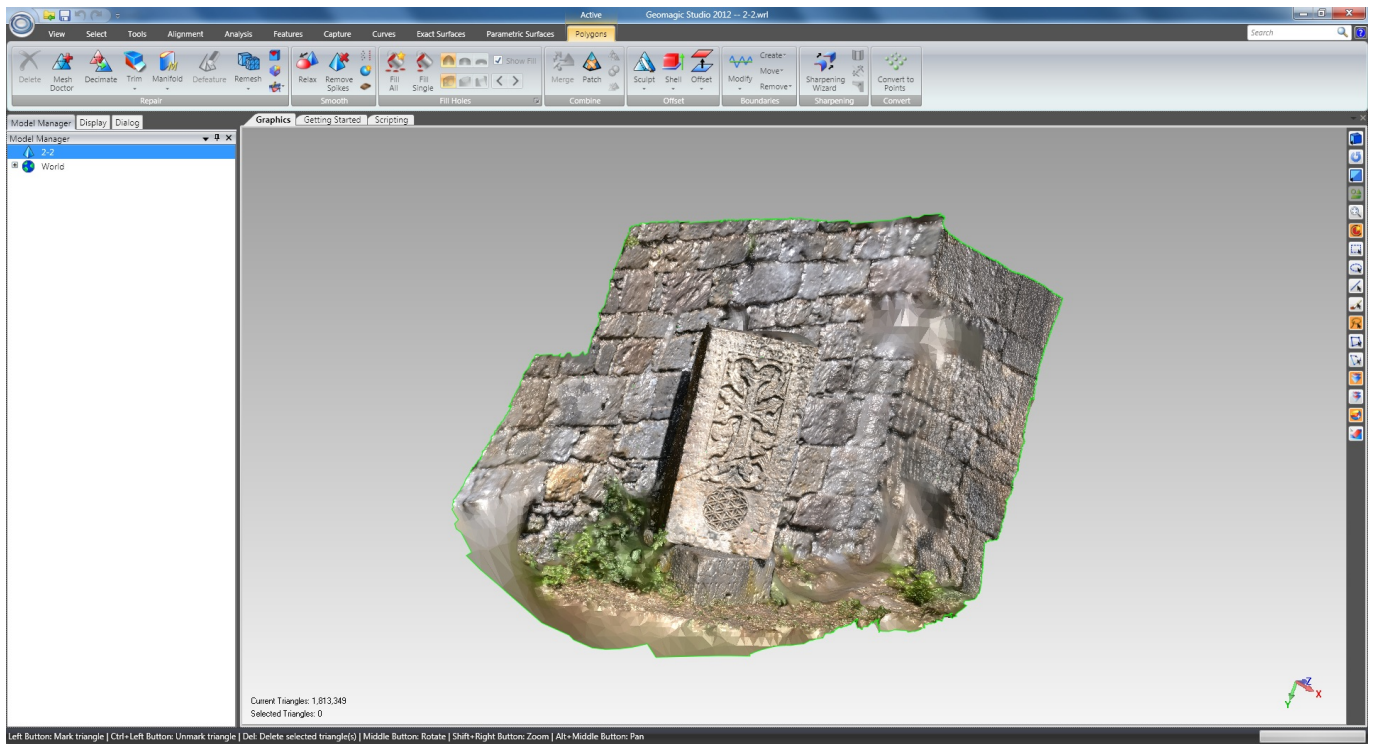 Active
Geomagic Studio 2012 -- 2-2.wrl
View Select Tools Alignment Analysis Features Capture Curves Exact Surfaces Parametric Surfaces Polygons
Search
Delete Mesh Doctor Decimate Trim Manifold Defeature Remesh
Repair
Relax Remove Spikes
Smooth
Fill All Fill Single Show Fill
Fill Holes
Merge Patch
Combine
Sculpt Shell Offset
Offset
Modify Create Move Remove
Boundaries
Sharpening Wizard
Sharpening
Convert to Points
Convert
Model Manager Display Dialog
Graphics Getting Started Scripting
Model Manager
2-2
World
Current Triangles: 1,813,349
Selected Triangles: 0
Z
X
Y
Left Button: Mark triangle | Ctrl+Left Button: Unmark triangle | Del: Delete selected triangle(s) | Middle Button: Rotate | Shift+Right Button: Zoom | Alt+Middle Button: Pan